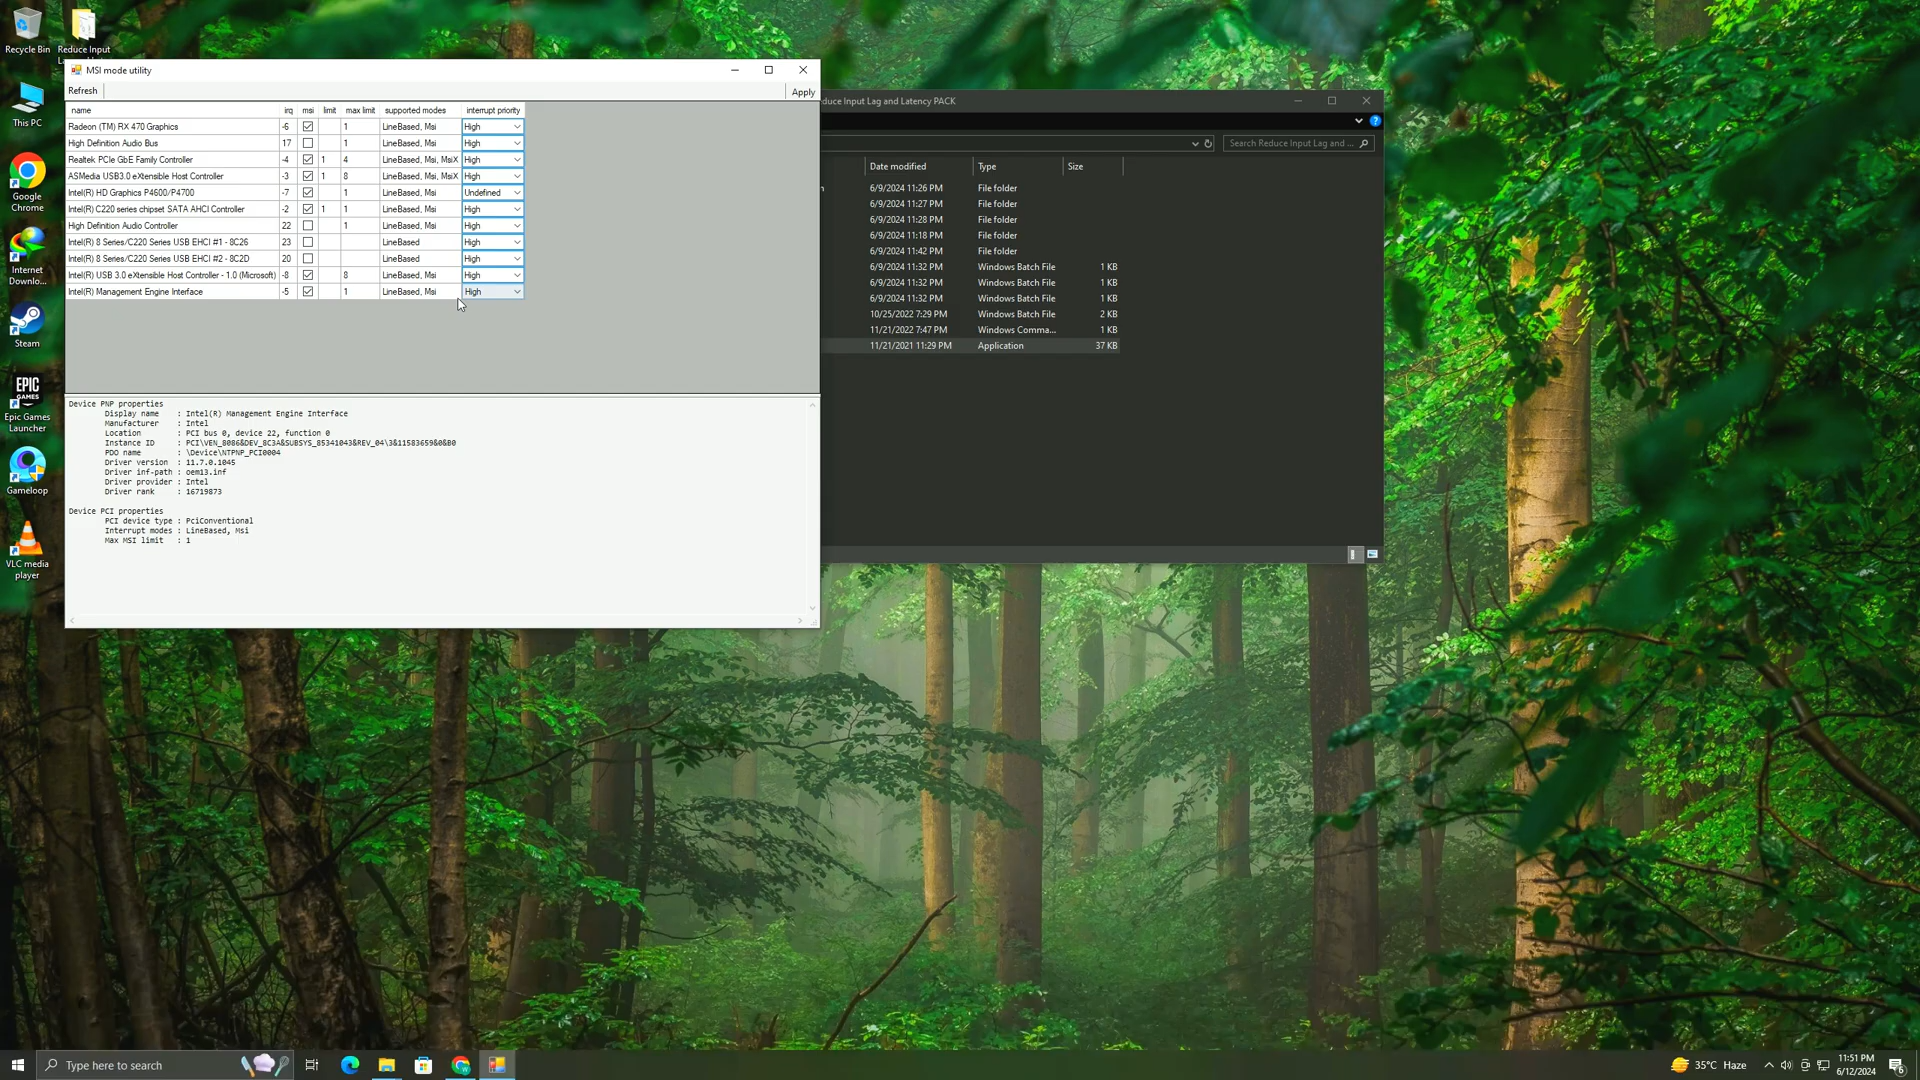 Recycle Bin
Reduce Input
This PC
Google
Chrome
Internet
Downlo...
Steam
EPIC
GAMES
Epic Games
Launcher
Gameloop
VLC media
player
MSI mode utility
Refresh
Apply
name irq msi limit max limit supported modes interrupt priority
Radeon (TM) RX 470 Graphics -6 1 LineBased, Msi High
High Definition Audio Bus 17 1 LineBased, Msi High
Realtek PCIe GbE Family Controller -4 1 4 LineBased, Msi, MsiX High
ASMedia USB3.0 eXtensible Host Controller -3 1 8 LineBased, Msi, MsiX High
Intel(R) HD Graphics P4600/P4700 -7 1 LineBased, Msi Undefined
Intel(R) C220 series chipset SATA AHCI Controller -2 1 1 LineBased, Msi High
High Definition Audio Controller 22 1 LineBased, Msi High
Intel(R) 8 Series/C220 Series USB EHCI #1 - 8C26 23 LineBased High
Intel(R) 8 Series/C220 Series USB EHCI #2 - 8C2D 20 LineBased High
Intel(R) USB 3.0 eXtensible Host Controller - 1.0 (Microsoft) -8 8 LineBased, Msi High
Intel(R) Management Engine Interface -5 1 LineBased, Msi High
Device PNP properties
Display name : Intel(R) Management Engine Interface
Manufacturer : Intel
Location : PCI bus 0, device 22, function 0
Instance ID : PCI\VEN_8086&DEV_8C3A&SUBSYS_85341043&REV_04\3&11583659&0&B0
PDO name : \Device\NTPNP_PCI0004
Driver version : 11.7.0.1045
Driver inf-path : oem13.inf
Driver provider : Intel
Driver rank : 16719873
Device PCI properties
PCI device type : PciConventional
Interrupt modes : LineBased, Msi
Max MSI limit : 1
duce Input Lag and Latency PACK
Search Reduce Input Lag and ...
Date modified Type Size
6/9/2024 11:26 PM File folder
6/9/2024 11:27 PM File folder
6/9/2024 11:28 PM File folder
6/9/2024 11:18 PM File folder
6/9/2024 11:42 PM File folder
6/9/2024 11:32 PM Windows Batch File 1 KB
6/9/2024 11:32 PM Windows Batch File 1 KB
6/9/2024 11:32 PM Windows Batch File 1 KB
10/25/2022 7:29 PM Windows Batch File 2 KB
11/21/2022 7:47 PM Windows Comma... 1 KB
11/21/2021 11:29 PM Application 37 KB
Type here to search
35°C Haze
11:51 PM
6/12/2024
6